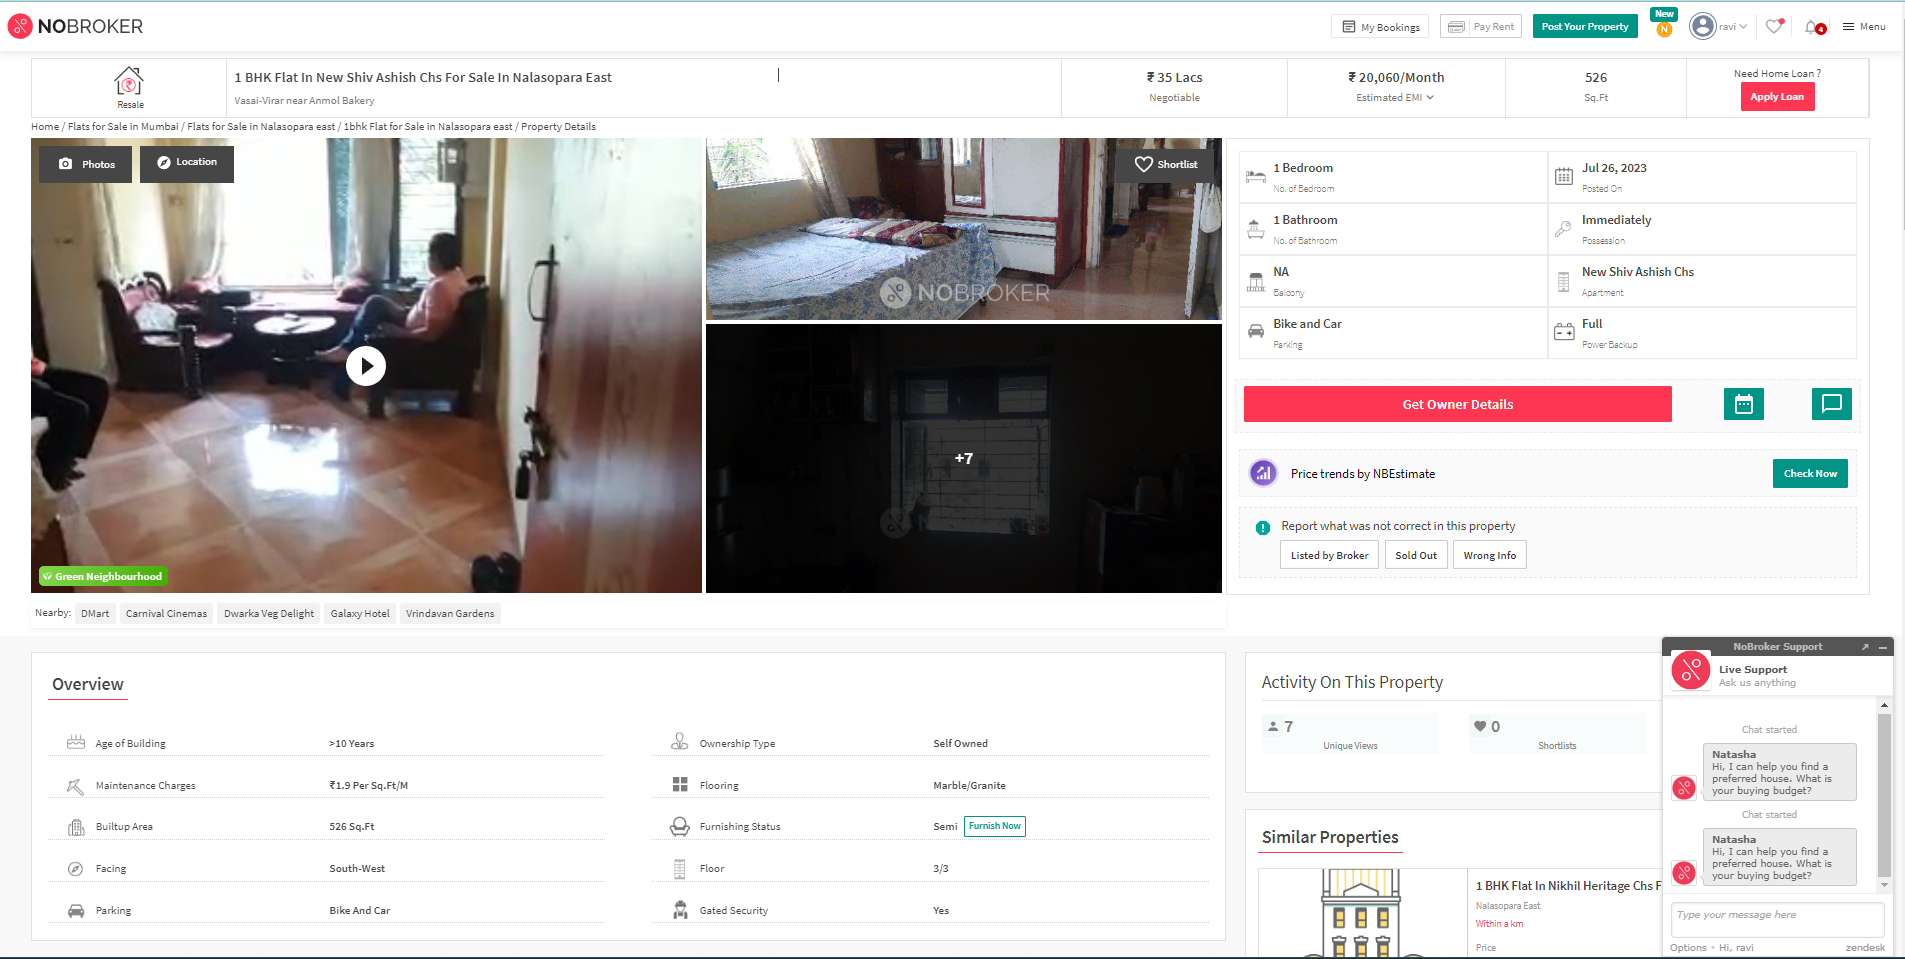 NOBROKER
My Bookings
Pay Rent
Post Your Property
New
N
ravi
4
Menu
Resale
1 BHK Flat In New Shiv Ashish Chs For Sale In Nalasopara East
Vasai-Virar near Anmol Bakery
₹ 35 Lacs
Negotiable
₹ 20,060/Month
Estimated EMI
526
Sq.Ft
Need Home Loan ?
Apply Loan
Home / Flats for Sale in Mumbai / Flats for Sale in Nalasopara east / 1bhk Flat for Sale in Nalasopara east / Property Details
Photos
Location
Shortlist
NOBROKER
+7
Green Neighbourhood
1 Bedroom
No. of Bedroom
Jul 26, 2023
Posted On
1 Bathroom
No. of Bathroom
Immediately
Possession
NA
Balcony
New Shiv Ashish Chs
Apartment
Bike and Car
Parking
Full
Power Backup
Get Owner Details
Price trends by NBEstimate
Check Now
Report what was not correct in this property
Listed by Broker
Sold Out
Wrong Info
Nearby:
DMart
Carnival Cinemas
Dwarka Veg Delight
Galaxy Hotel
Vrindavan Gardens
Overview
Age of Building
>10 Years
Ownership Type
Self Owned
Maintenance Charges
₹1.9 Per Sq.Ft/M
Flooring
Marble/Granite
Builtup Area
526 Sq.Ft
Furnishing Status
Semi
Furnish Now
Facing
South-West
Floor
3/3
Parking
Bike And Car
Gated Security
Yes
Activity On This Property
7
Unique Views
0
Shortlists
Similar Properties
1 BHK Flat In Nikhil Heritage Chs F
Nalasopara East
Within a km
Price
NoBroker Support
Live Support
Ask us anything
Chat started
Natasha
Hi, I can help you find a
preferred house. What is
your buying budget?
Chat started
Natasha
Hi, I can help you find a
preferred house. What is
your buying budget?
Type your message here
Options • Hi, ravi
zendesk